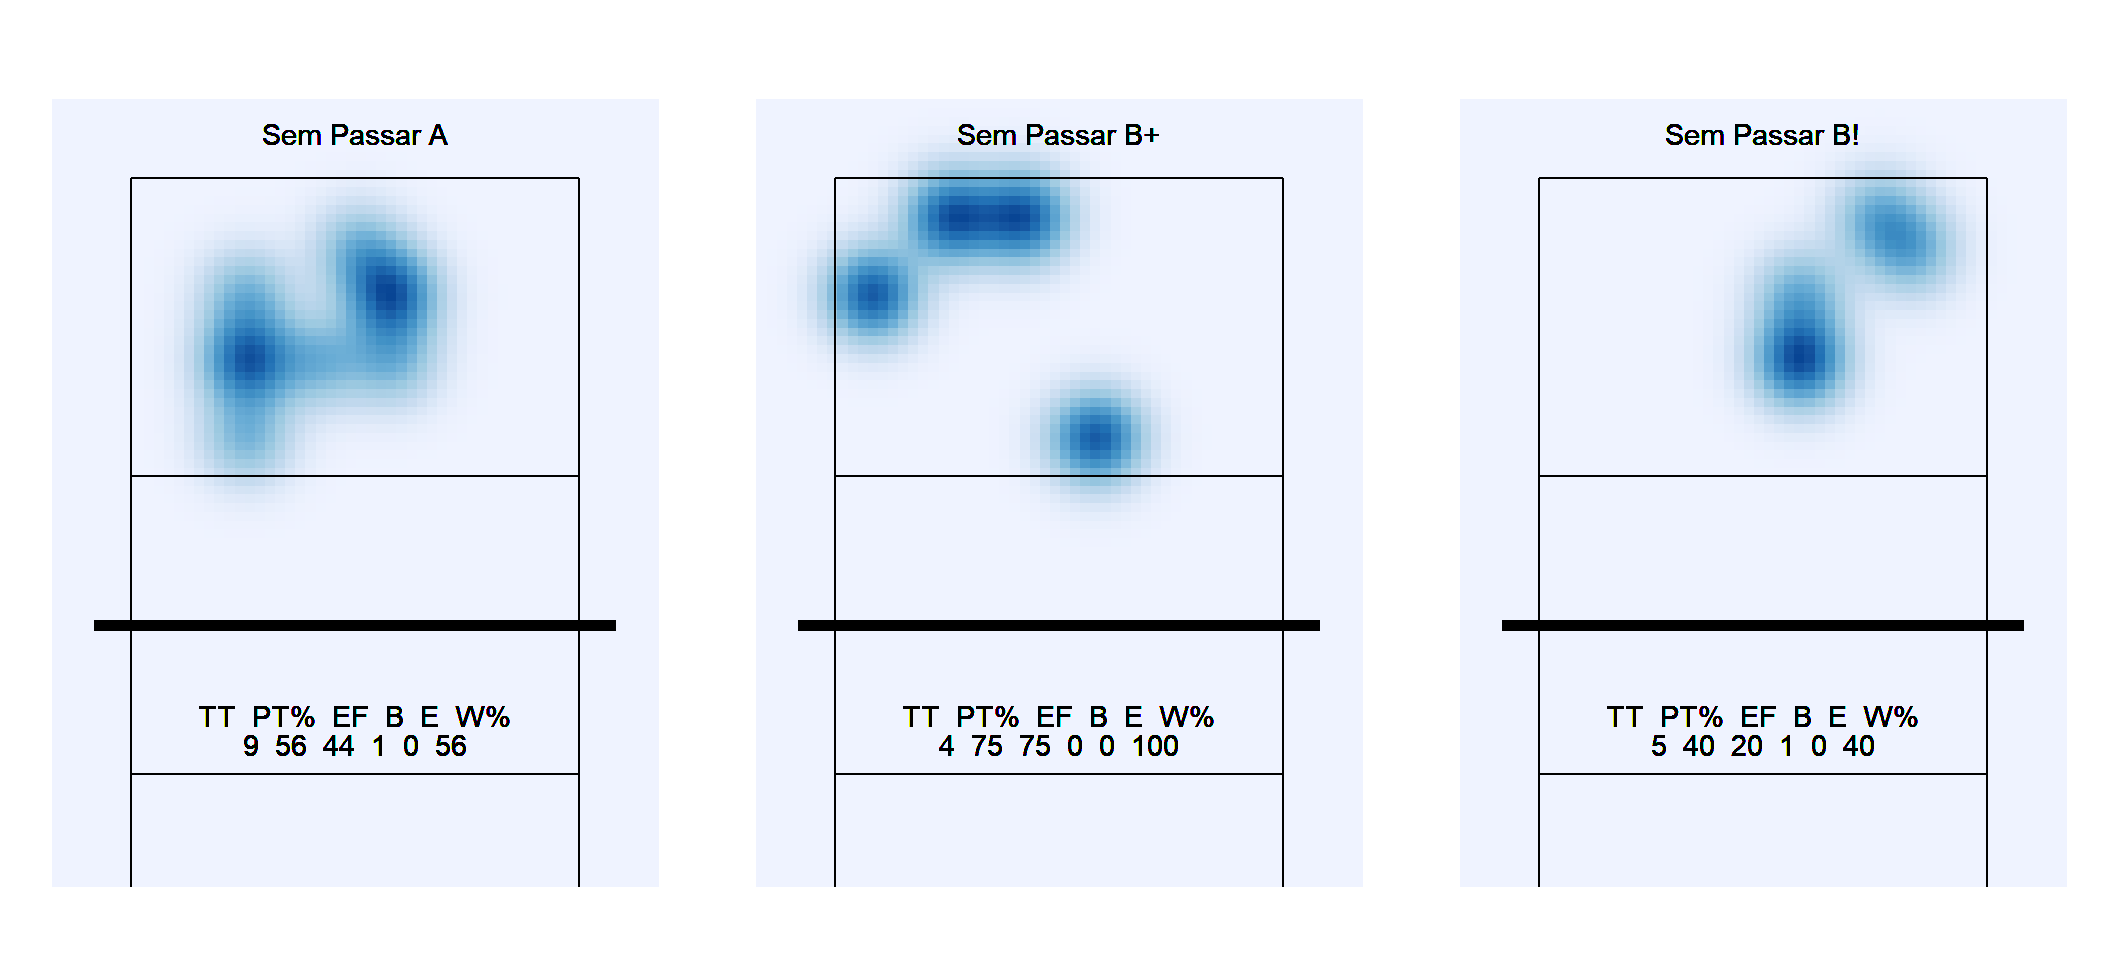 Sem Passar A
TT PT% EF B E W%
9 56 44 1 0 56
Sem Passar B+
TT PT% EF B E W%
4 75 75 0 0 100
Sem Passar B!
TT PT% EF B E W%
5 40 20 1 0 40